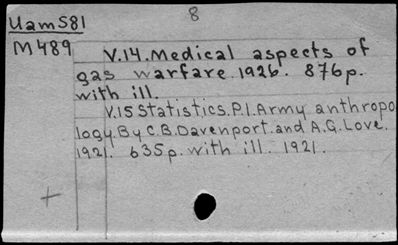 8
UamS81
M489
V.14.Medical aspects of
gas warfare.1926. 876p.
with ill.
V.15 Statistics.P.1.Army anthropo
logy.By C.B.Davenport.and A.G.Love.
1921. 635p.with ill. 1921.